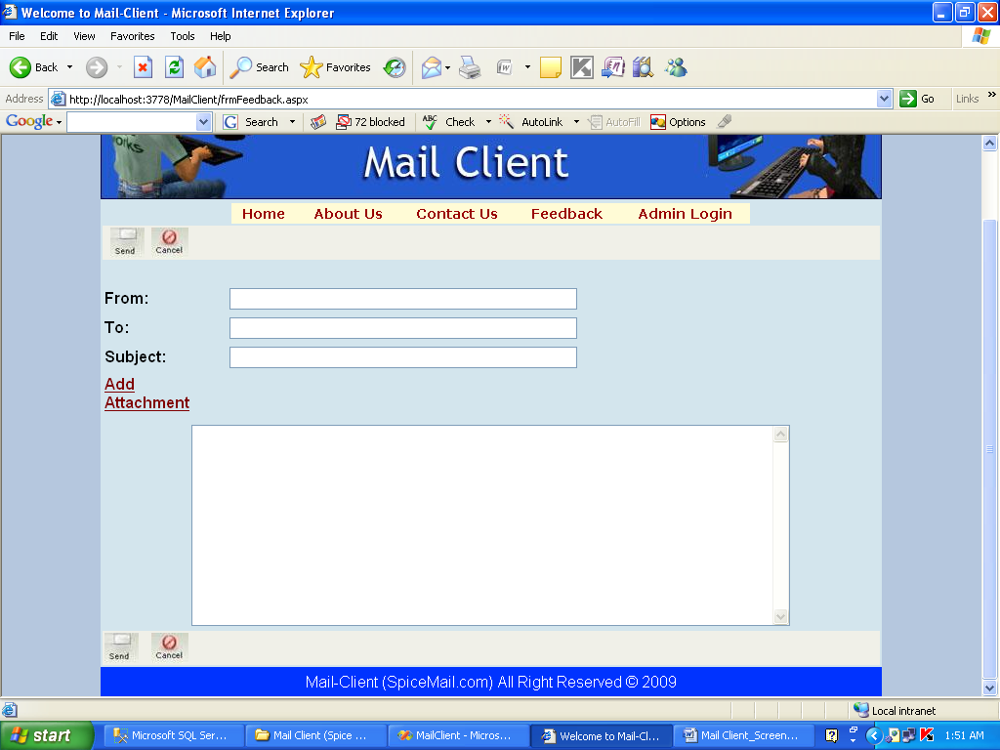 Welcome to Mail-Client - Microsoft Internet Explorer
File Edit View Favorites Tools Help
Back Search Favorites
Address http://localhost:3778/MailClient/frmFeedback.aspx Go Links »
Google G Search 72 blocked ABC Check AutoLink AutoFill Options
orks
Mail Client
Home About Us Contact Us Feedback Admin Login
Send Cancel
From:
To:
Subject:
Add
Attachment
Send Cancel
Mail-Client (SpiceMail.com) All Right Reserved © 2009
Local intranet
start Microsoft SQL Ser... Mail Client (Spice ... MailClient - Micros... Welcome to Mail-Cl... Mail Client_Screen... 1:51 AM